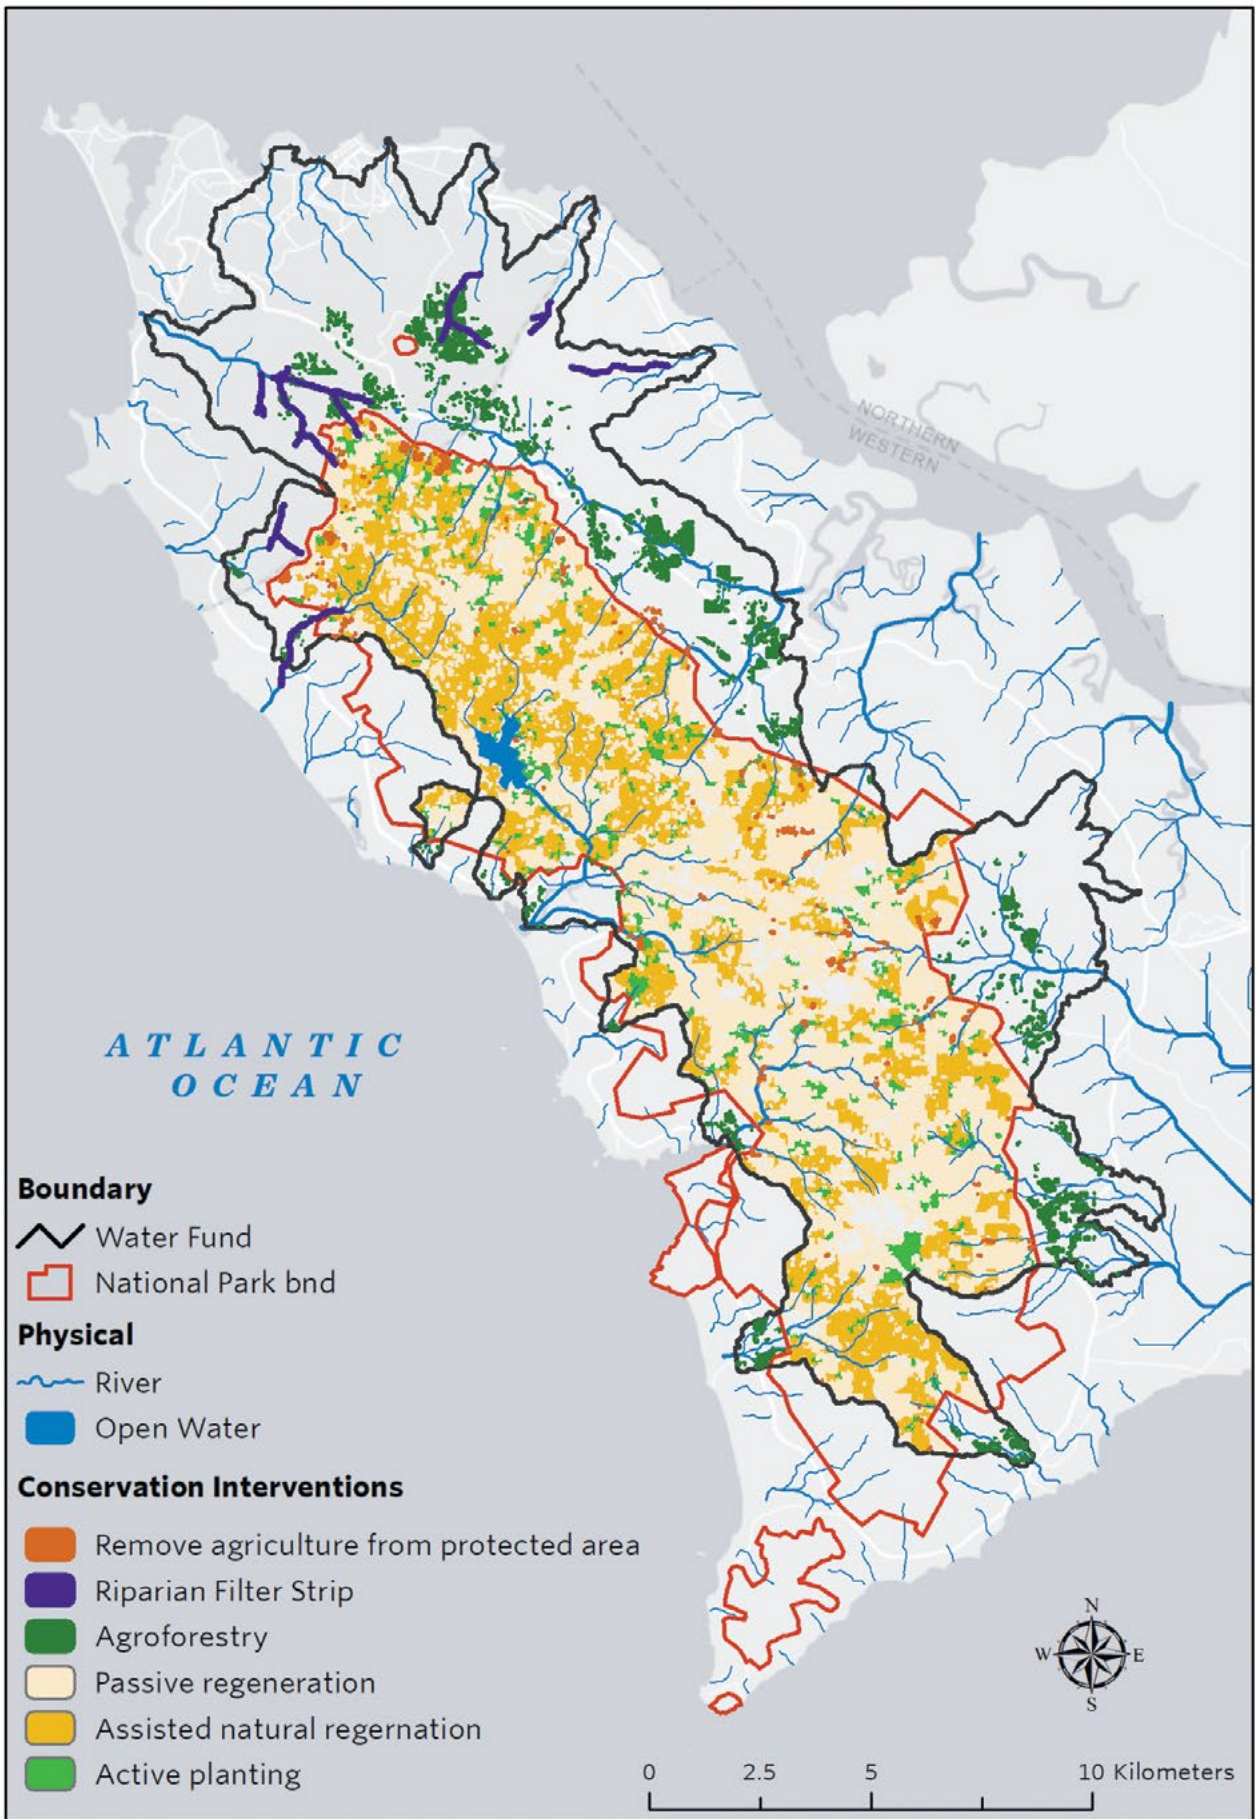 NORTHERN
WESTERN
ATLANTIC
OCEAN
Boundary
Water Fund
National Park bnd
Physical
River
Open Water
Conservation Interventions
Remove agriculture from protected area
Riparian Filter Strip
Agroforestry
Passive regeneration
Assisted natural regernation
Active planting
N
W E
S
0 2.5 5 10 Kilometers